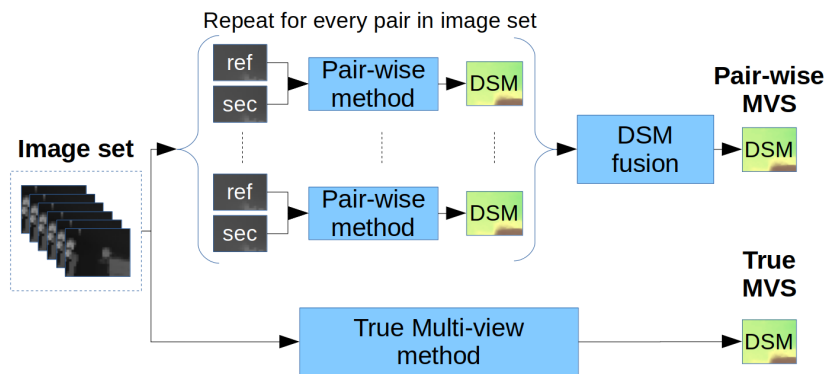 Repeat for every pair in image set
ref
sec
Pair-wise
method
DSM
ref
sec
Pair-wise
method
DSM
Image set
DSM
fusion
Pair-wise
MVS
DSM
True Multi-view
method
True
MVS
DSM